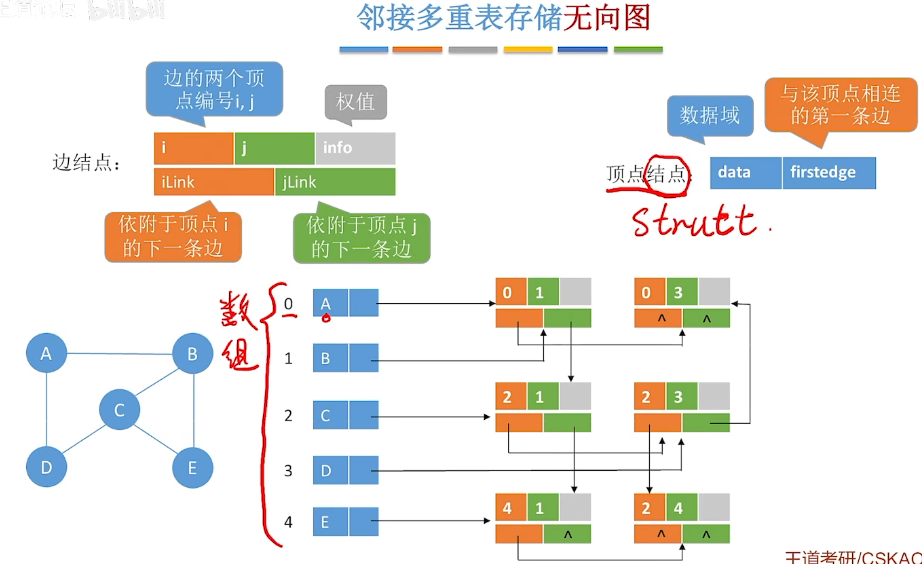 bilibili
邻接多重表存储无向图
边的两个顶
点编号i, j
权值
数据域
与该顶点相连
的第一条边
边结点：
i j info
iLink jLink
顶点结点：
data firstedge
依附于顶点 i
的下一条边
依附于顶点 j
的下一条边
struct.
数
组
0 A
1 B
2 C
3 D
4 E
0 1
0 3
^ ^
2 1
2 3
4 1
^
2 4
^ ^
A B
C
D E
王道考研/CSKAO